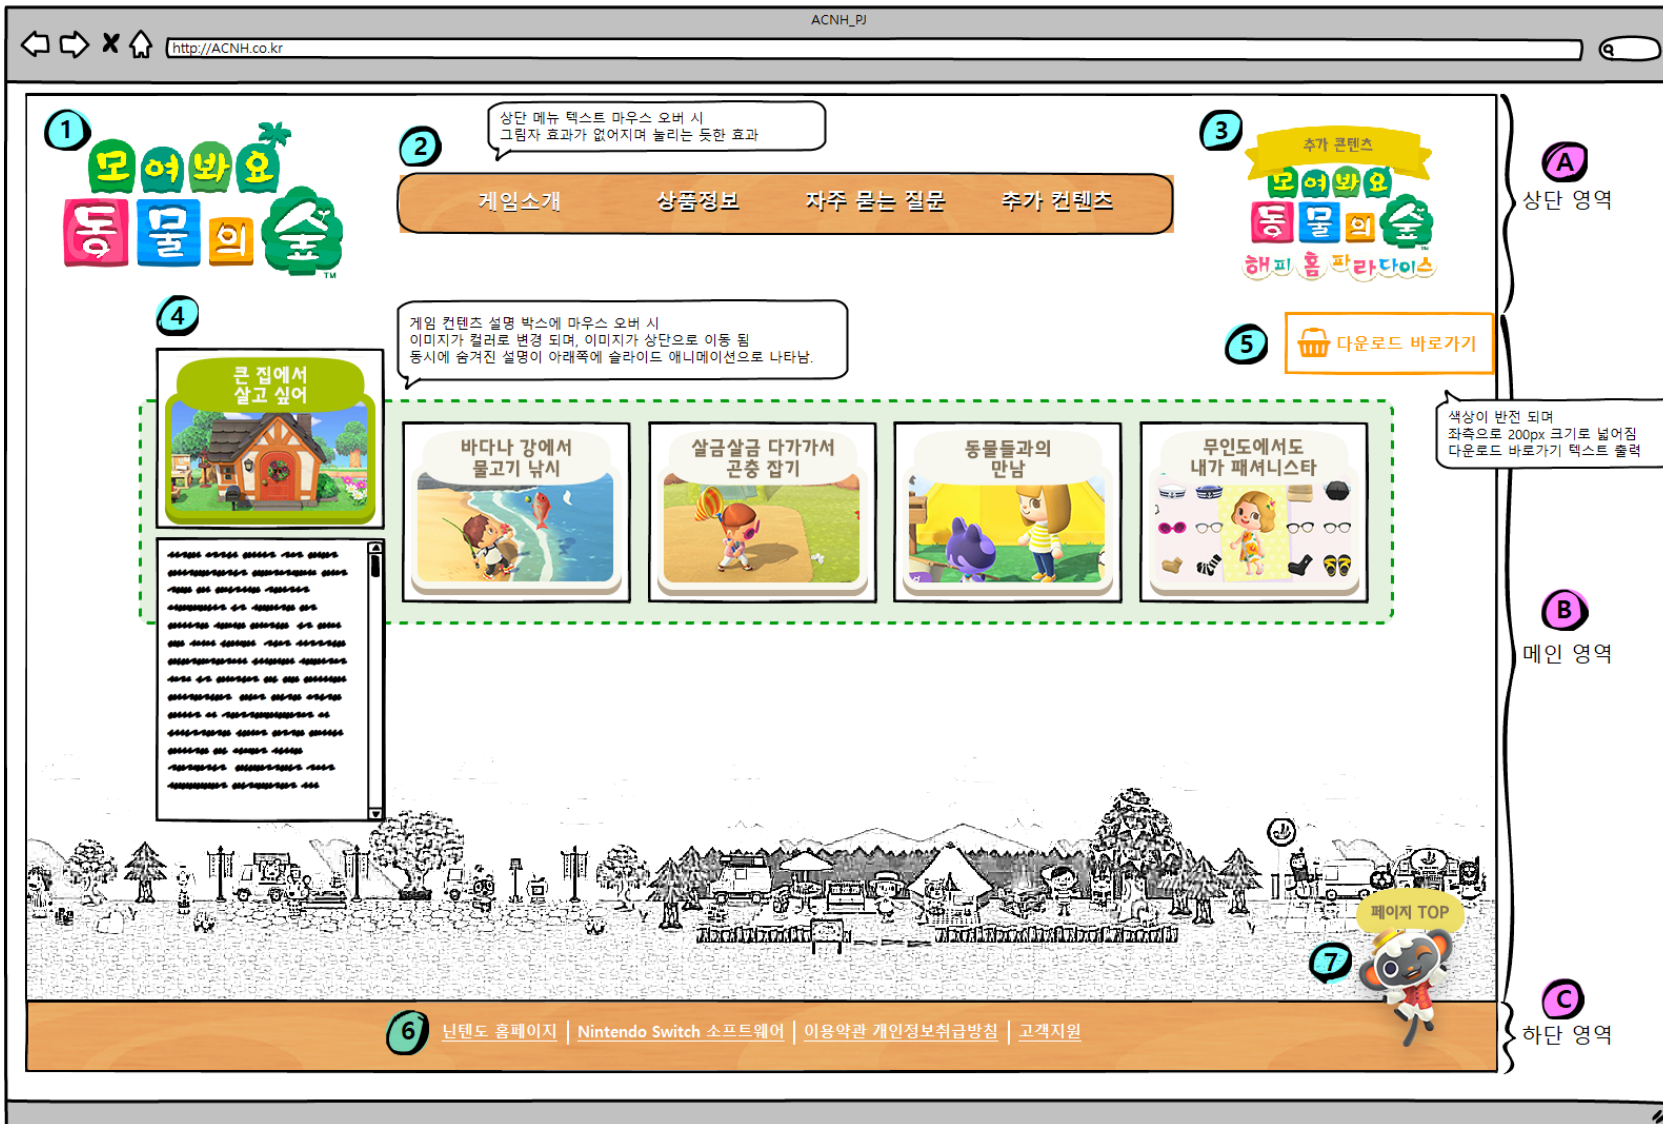 ACNH_PJ
http://ACNH.co.kr
1
모여봐요
동물의 숲
TM
2
상단 메뉴 텍스트 마우스 오버 시
그림자 효과가 없어지며 눌리는 듯한 효과
게임소개
상품정보
자주 묻는 질문
추가 컨텐츠
3
추가 콘텐츠
모여봐요
동물의 숲
TM
해피 홈 파라다이스
A
상단 영역
4
게임 컨텐츠 설명 박스에 마우스 오버 시
이미지가 컬러로 변경 되며, 이미지가 상단으로 이동 됨
동시에 숨겨진 설명이 아래쪽에 슬라이드 애니메이션으로 나타남.
5
다운로드 바로가기
색상이 반전 되며
좌측으로 200px 크기로 넓어짐
다운로드 바로가기 텍스트 출력
큰 집에서
살고 싶어
바다나 강에서
물고기 낚시
살금살금 다가가서
곤충 잡기
동물들과의
만남
무인도에서도
내가 패셔니스타
B
메인 영역
페이지 TOP
7
6
닌텐도 홈페이지 | Nintendo Switch 소프트웨어 | 이용약관 개인정보취급방침 | 고객지원
C
하단 영역